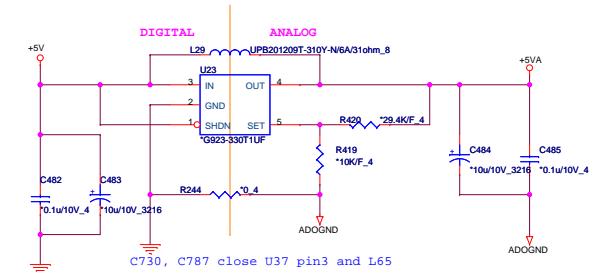 DIGITAL ANALOG
+5V
L29 UPB201209T-310Y-N/6A/31ohm_8
+5VA
U23
3 IN OUT 4
2 GND
1 SHDN SET 5
*G923-330T1UF
R420 *29.4K/F_4
R419
*10K/F_4
C484
*10u/10V_3216
C485
*0.1u/10V_4
C482
*0.1u/10V_4
C483
*10u/10V_3216
R244 *0_4
ADOGND
ADOGND
C730, C787 close U37 pin3 and L65